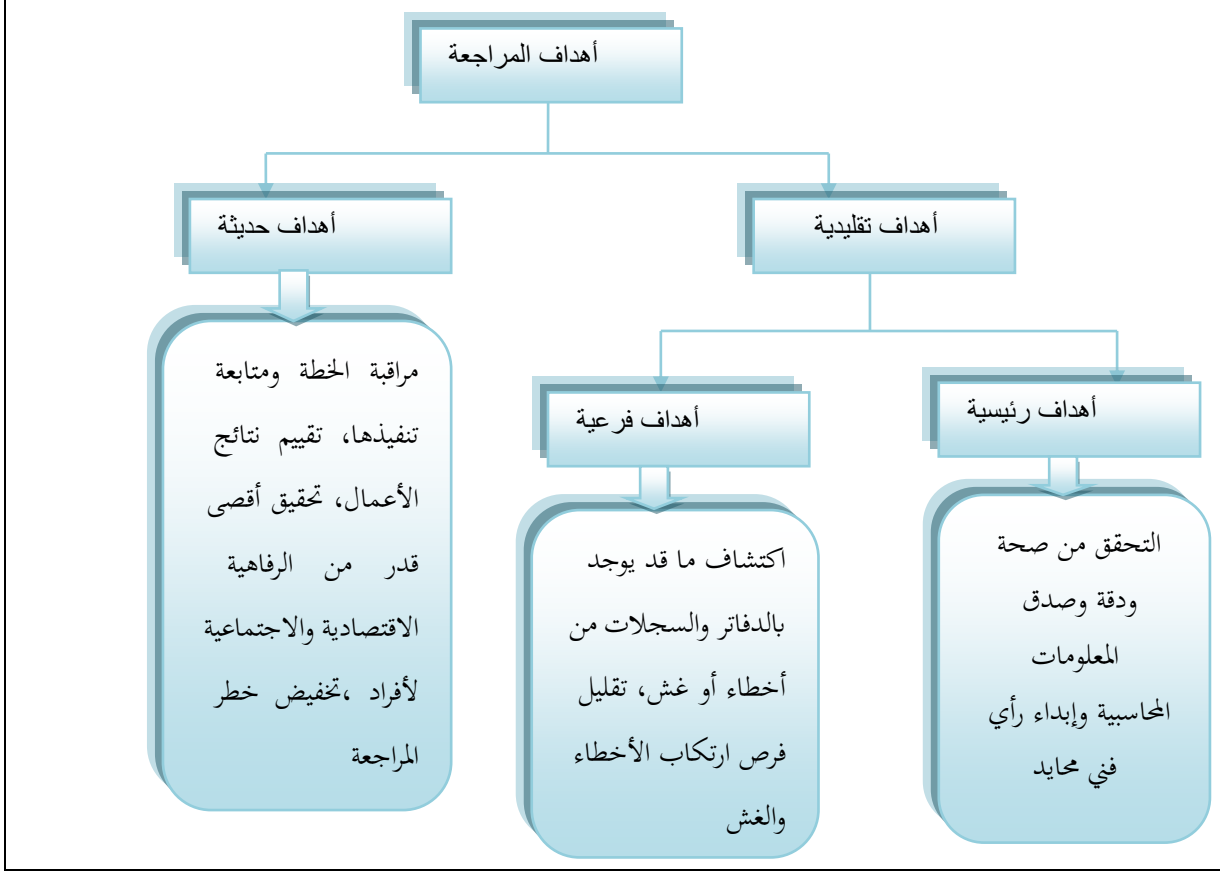 أهداف المراجعة
أهداف تقليدية
أهداف حديثة
أهداف رئيسية
التحقق من صحة
ودقة وصدق
المعلومات
المحاسبية وإبداء رأي
فني محايد
أهداف فرعية
اكتشاف ما قد يوجد
بالدفاتر والسجلات من
أخطاء أو غش، تقليل
فرص ارتكاب الأخطاء
والغش
مراقبة الخطة ومتابعة
تنفيذها، تقييم نتائج
الأعمال، تحقيق أقصى
قدر من الرفاهية
الاقتصادية والاجتماعية
لأفراد ،تخفيض خطر
المراجعة